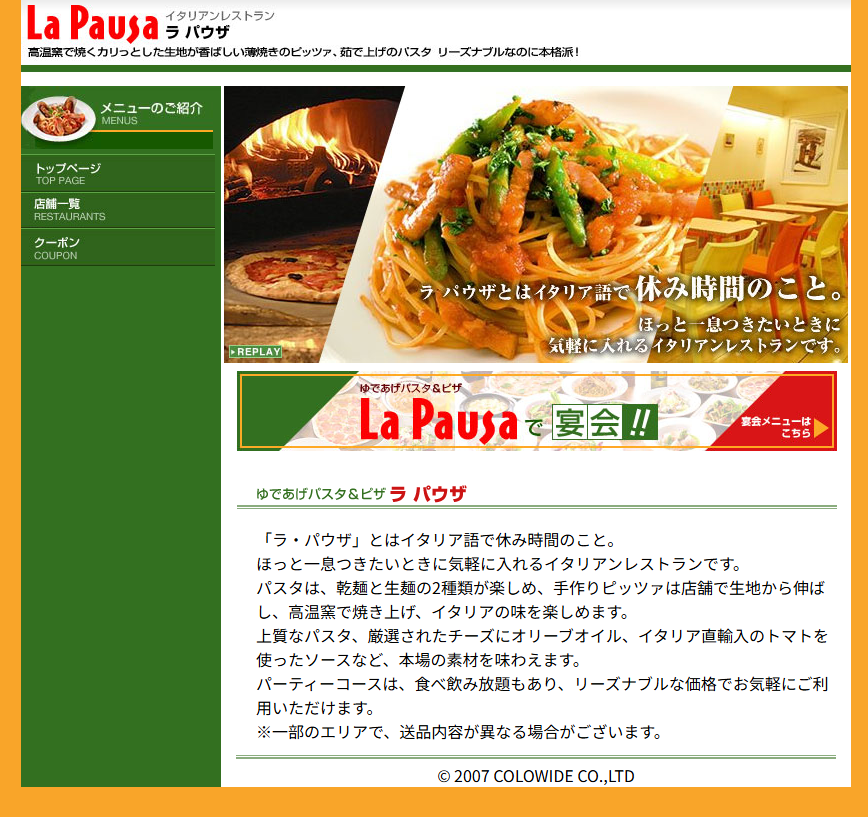 La Pausa
イタリアンレストラン
ラ パウザ
高温窯で焼くカリっとした生地が香ばしい薄焼きのピッツァ、茹で上げのパスタ リーズナブルなのに本格派!
メニューのご紹介
MENUS
トップページ
TOP PAGE
店舗一覧
RESTAURANTS
クーポン
COUPON
ラ パウザとはイタリア語で休み時間のこと。
ほっと一息つきたいときに
気軽に入れるイタリアンレストランです。
REPLAY
ゆであげパスタ&ピザ
La Pausaで宴会!!
宴会メニューは
こちら
ゆであげパスタ&ピザ ラ パウザ
「ラ・パウザ」とはイタリア語で休み時間のこと。
ほっと一息つきたいときに気軽に入れるイタリアンレストランです。
パスタは、乾麺と生麺の2種類が楽しめ、手作りピッツァは店舗で生地から伸ば
し、高温窯で焼き上げ、イタリアの味を楽しめます。
上質なパスタ、厳選されたチーズにオリーブオイル、イタリア直輸入のトマトを
使ったソースなど、本場の素材を味わえます。
パーティーコースは、食べ飲み放題もあり、リーズナブルな価格でお気軽にご利
用いただけます。
※一部のエリアで、送品内容が異なる場合がございます。
© 2007 COLOWIDE CO.,LTD